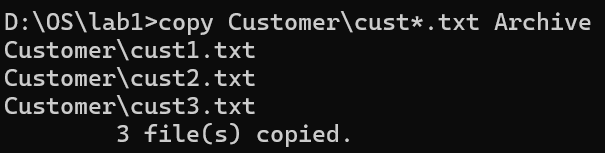 D:\OS\lab1>copy Customer\cust*.txt Archive
Customer\cust1.txt
Customer\cust2.txt
Customer\cust3.txt
        3 file(s) copied.